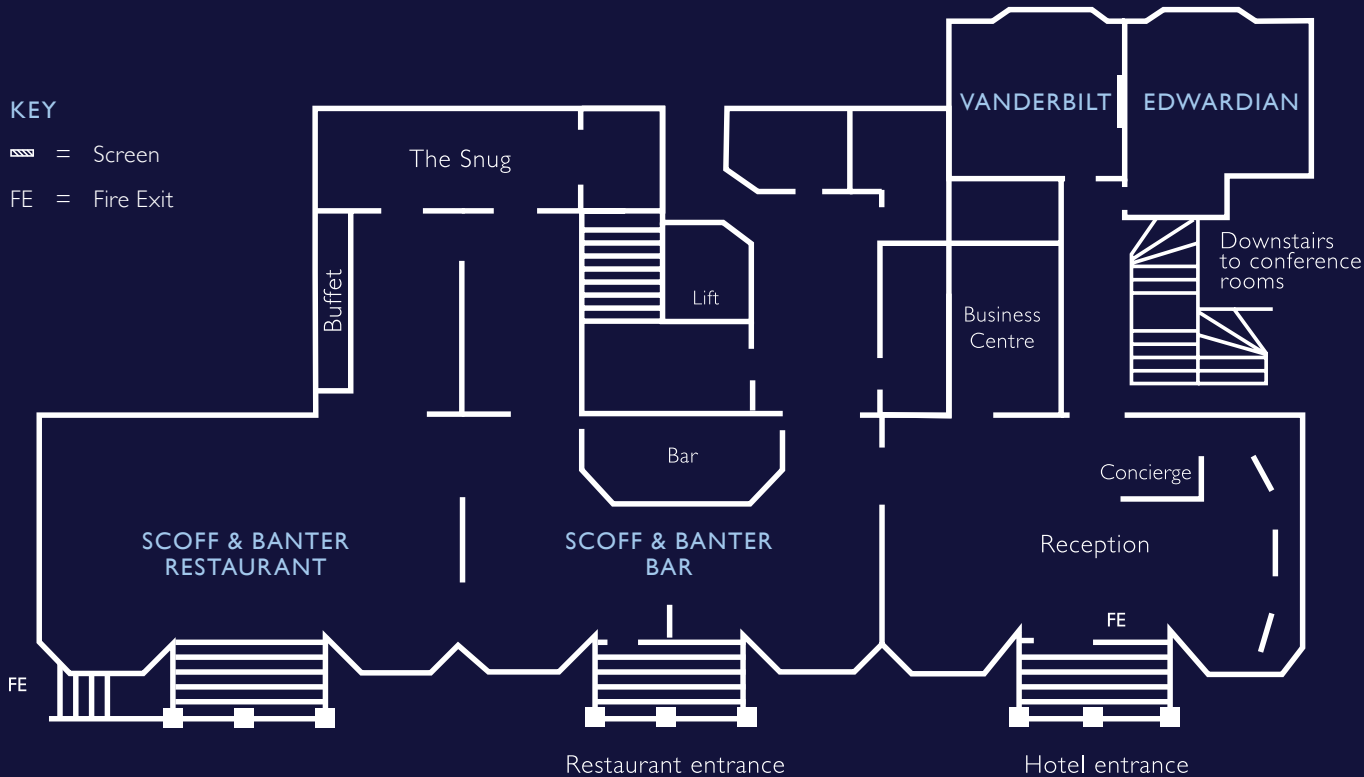 KEY
= Screen
FE = Fire Exit
VANDERBILT
EDWARDIAN
The Snug
Buffet
Lift
Business
Centre
Downstairs
to conference
rooms
Bar
Concierge
SCOFF & BANTER
RESTAURANT
SCOFF & BANTER
BAR
Reception
FE
FE
Restaurant entrance
Hotel entrance